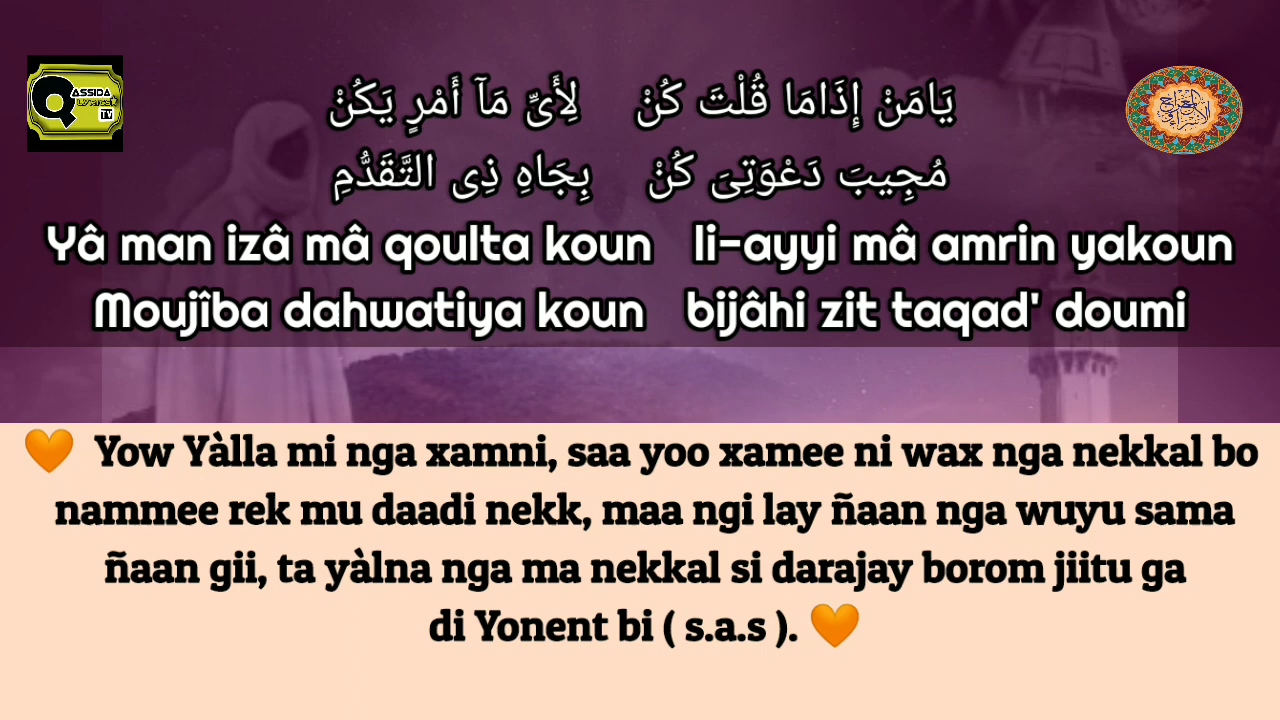 QASSIDA
LYRICS
TV
يَامَنْ إِذَامَا قُلْتَ كُنْ لِأَىِّ مَآ أَمْرٍ يَكُنْ
مُجِيبَ دَعْوَتِىَ كُنْ بِجَاهِ ذِى التَّقَدُّمِ
Yâ man izâ mâ qoulta koun li-ayyi mâ amrin yakoun
Moujîba dahwatiya koun bijâhi zit taqad' doumi
🧡 Yow Yàlla mi nga xamni, saa yoo xamee ni wax nga nekkal bo
nammee rek mu daadi nekk, maa ngi lay ñaan nga wuyu sama
ñaan gii, ta yàlna nga ma nekkal si darajay borom jiitu ga
di Yonent bi ( s.a.s ). 🧡